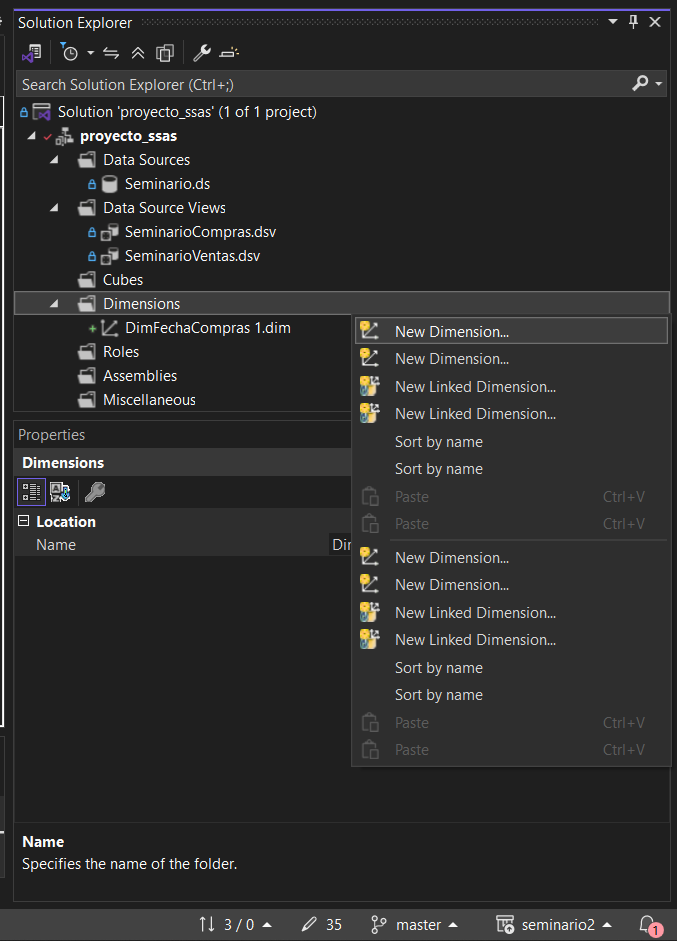 Solution Explorer
Search Solution Explorer (Ctrl+;)
Solution 'proyecto_ssas' (1 of 1 project)
proyecto_ssas
Data Sources
Seminario.ds
Data Source Views
SeminarioCompras.dsv
SeminarioVentas.dsv
Cubes
Dimensions
DimFechaCompras 1.dim
Roles
Assemblies
Miscellaneous
New Dimension...
New Dimension...
New Linked Dimension...
New Linked Dimension...
Sort by name
Sort by name
Paste Ctrl+V
Paste Ctrl+V
New Dimension...
New Dimension...
New Linked Dimension...
New Linked Dimension...
Sort by name
Sort by name
Paste Ctrl+V
Paste Ctrl+V
Properties
Dimensions
Location
Name
Name
Specifies the name of the folder.
3 / 0 35 master seminario2 1